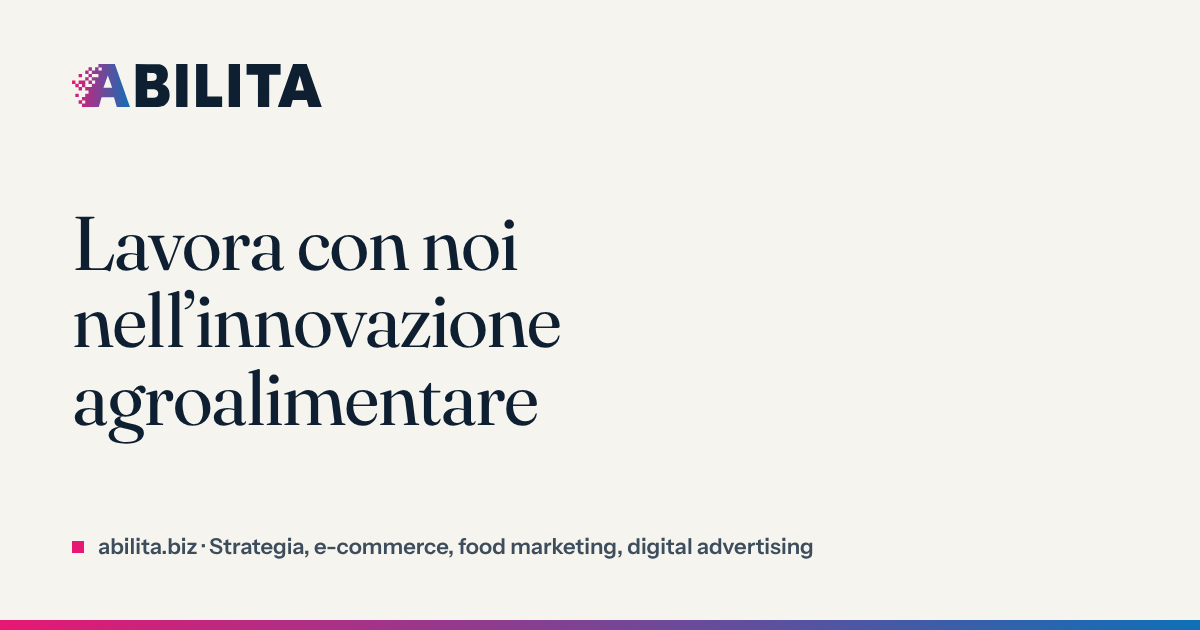 ABILITA
Lavora con noi
nell’innovazione
agroalimentare
abilita.biz · Strategia, e-commerce, food marketing, digital advertising